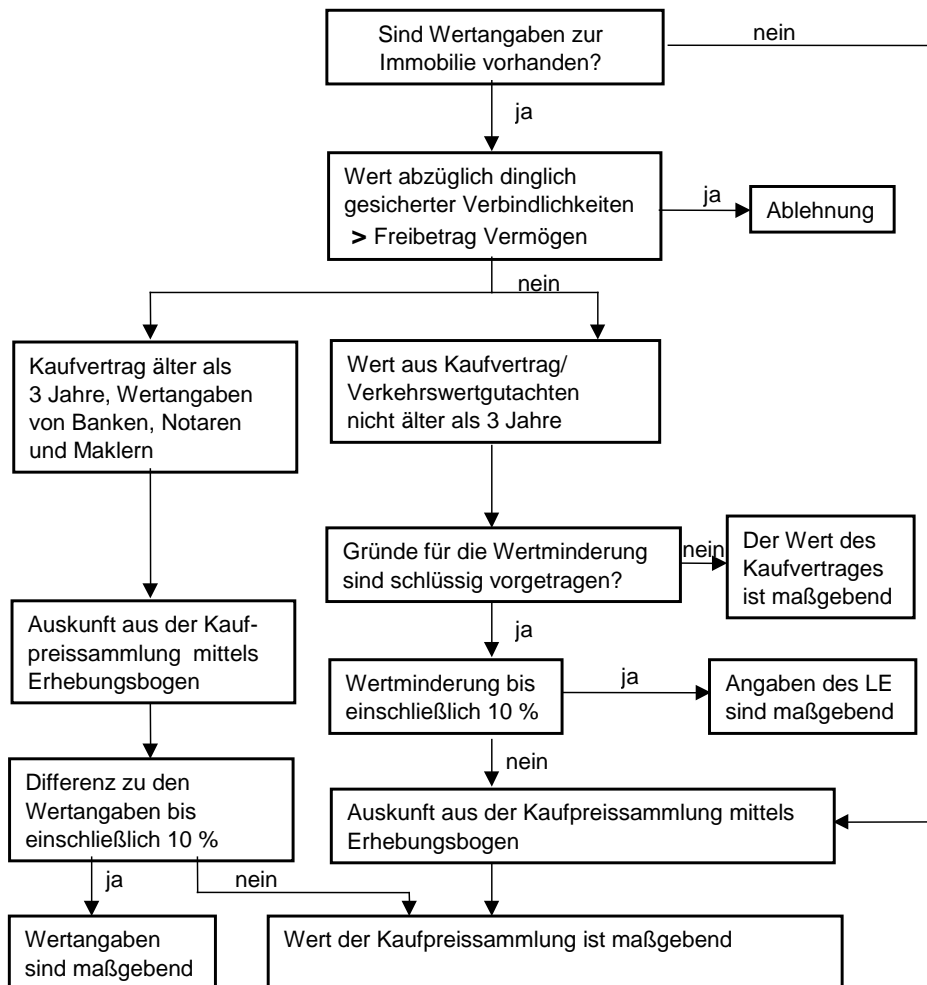 Sind Wertangaben zur
Immobilie vorhanden?
nein
ja
Wert abzüglich dinglich
gesicherter Verbindlichkeiten
> Freibetrag Vermögen
ja
Ablehnung
nein
Kaufvertrag älter als
3 Jahre, Wertangaben
von Banken, Notaren
und Maklern
Wert aus Kaufvertrag/
Verkehrswertgutachten
nicht älter als 3 Jahre
Gründe für die Wertminderung
sind schlüssig vorgetragen?
nein
Der Wert des
Kaufvertrages
ist maßgebend
ja
Auskunft aus der Kauf-
preissammlung mittels
Erhebungsbogen
Wertminderung bis
einschließlich 10 %
ja
Angaben des LE
sind maßgebend
nein
Differenz zu den
Wertangaben bis
einschließlich 10 %
Auskunft aus der Kaufpreissammlung mittels
Erhebungsbogen
ja
nein
Wertangaben
sind maßgebend
Wert der Kaufpreissammlung ist maßgebend